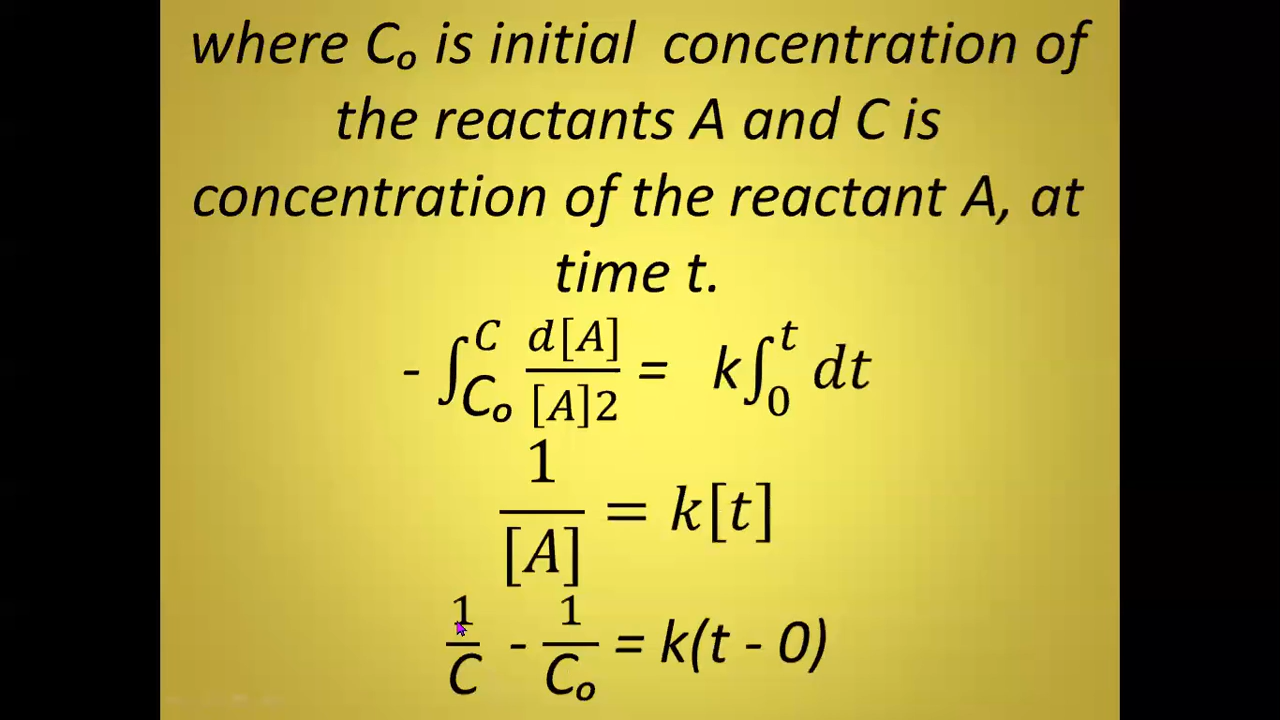 where Cₒ is initial concentration of
the reactants A and C is
concentration of the reactant A, at
time t.
- ∫_{Cₒ}^{C} d[A]/[A]2 = k∫_{0}^{t} dt
1/[A] = k[t]
1/C - 1/Cₒ = k(t - 0)